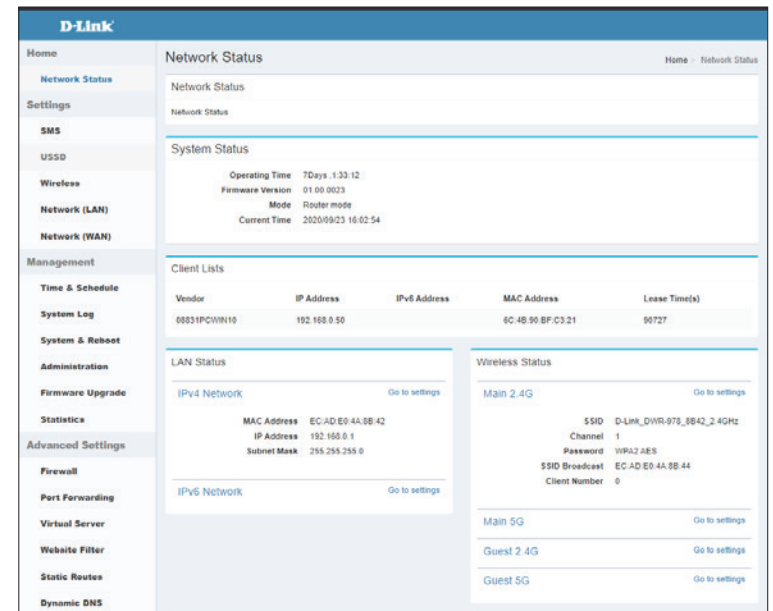 D-Link
Home
Network Status
Settings
SMS
USSD
Wireless
Network (LAN)
Network (WAN)
Management
Time & Schedule
System Log
System & Reboot
Administration
Firmware Upgrade
Statistics
Advanced Settings
Firewall
Port Forwarding
Virtual Server
Website Filter
Static Routes
Dynamic DNS
Network Status
Home > Network Status
Network Status
Network Status
System Status
Operating Time 7Days ,1:33:12
Firmware Version 01.00.0023
Mode Router mode
Current Time 2020/09/23 16:02:54
Client Lists
Vendor IP Address IPv6 Address MAC Address Lease Time(s)
08831PCWIN10 192.168.0.50 6C:4B:90:BF:C3:21 90727
LAN Status
IPv4 Network Go to settings
MAC Address EC:AD:E0:4A:8B:42
IP Address 192.168.0.1
Subnet Mask 255.255.255.0
IPv6 Network Go to settings
Wireless Status
Main 2.4G Go to settings
SSID D-Link_DWR-978_8B42_2.4GHz
Channel 1
Password WPA2 AES
SSID Broadcast EC:AD:E0:4A:8B:44
Client Number 0
Main 5G Go to settings
Guest 2.4G Go to settings
Guest 5G Go to settings